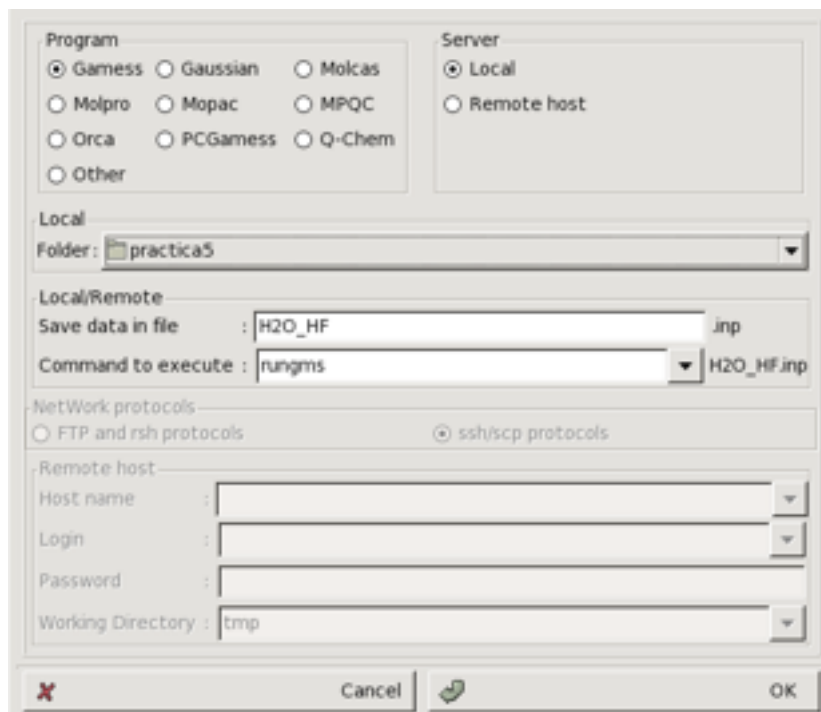 Program
Gamess Gaussian Molcas
Molpro Mopac MPQC
Orca PCGamess Q-Chem
Other
Server
Local
Remote host
Local
Folder : practica5
Local/Remote
Save data in file : H2O_HF .inp
Command to execute : rungms H2O_HF.inp
NetWork protocols
FTP and rsh protocols ssh/scp protocols
Remote host
Host name :
Login :
Password :
Working Directory : tmp
Cancel OK